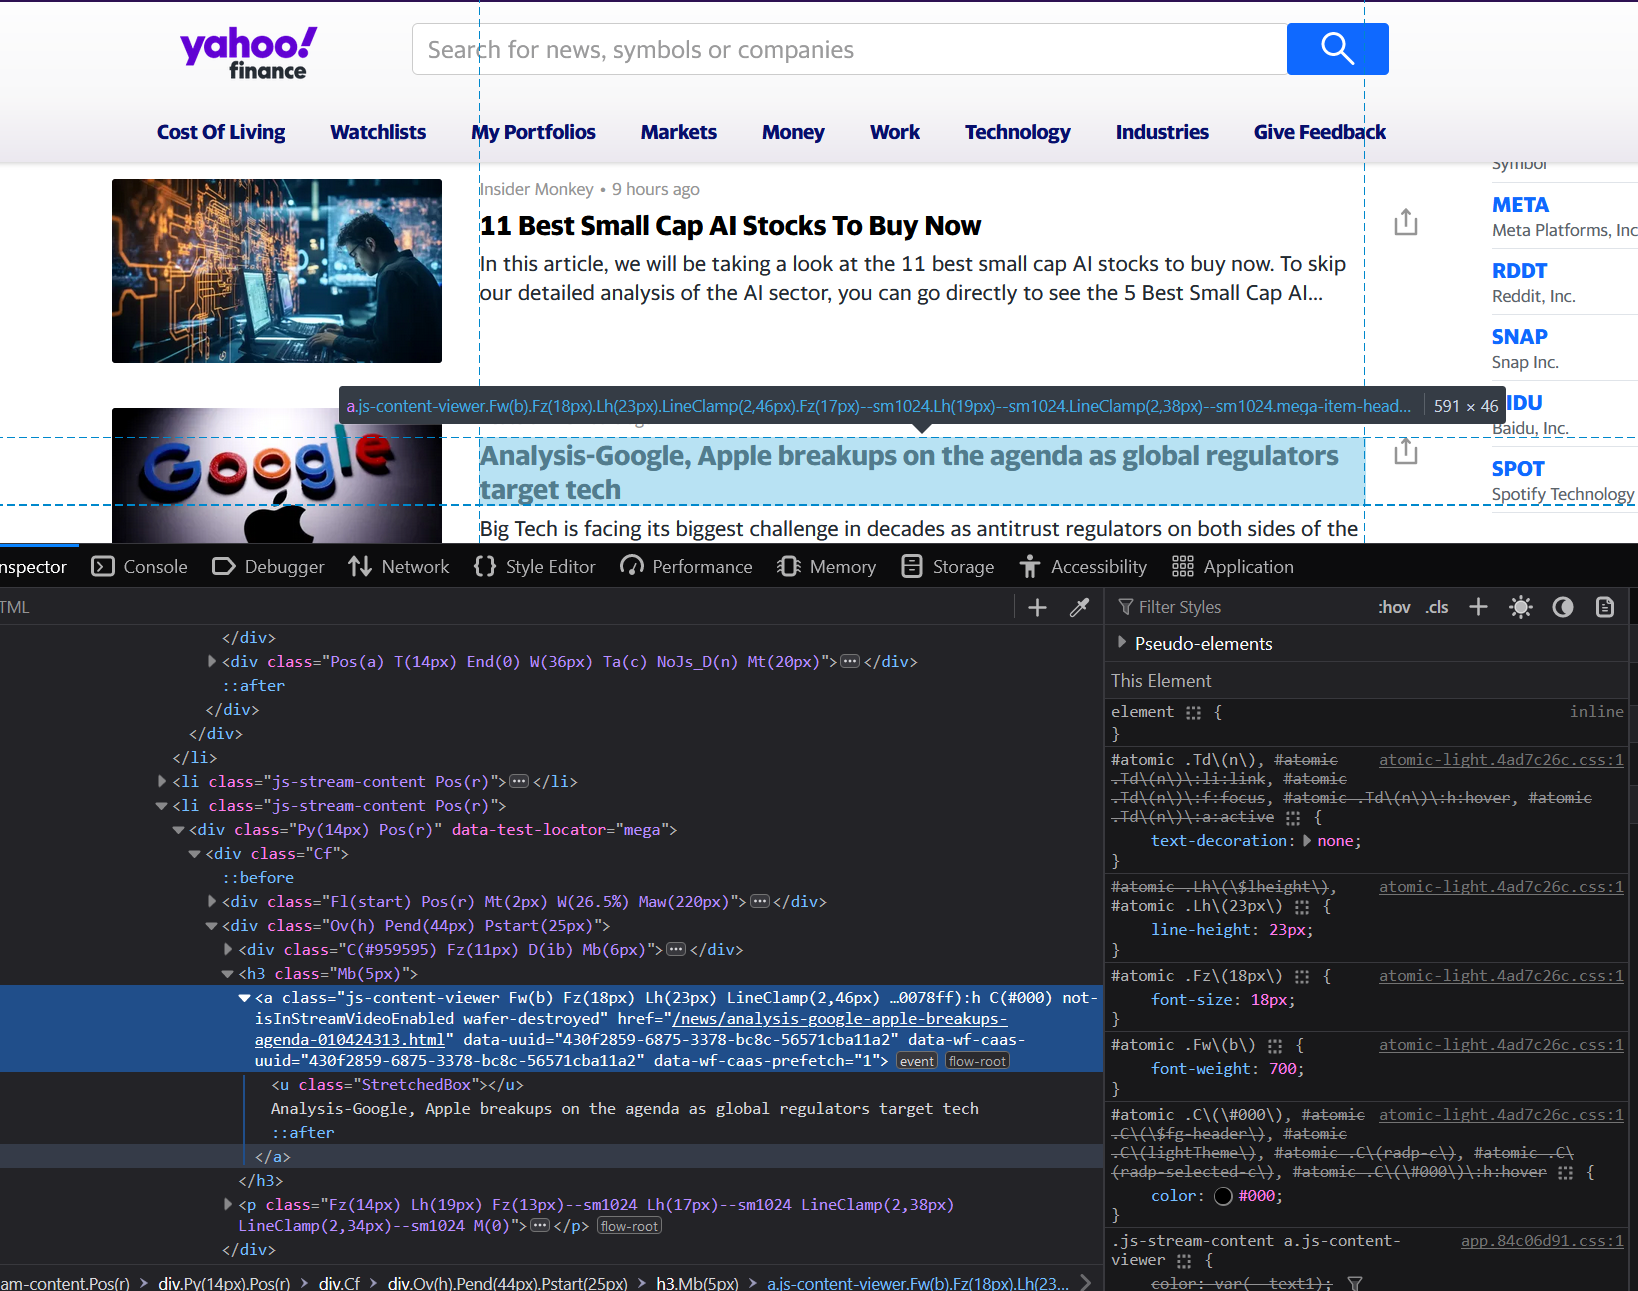 yahoo!
finance
Search for news, symbols or companies
Cost Of Living Watchlists My Portfolios Markets Money Work Technology Industries Give Feedback
Insider Monkey • 9 hours ago
11 Best Small Cap AI Stocks To Buy Now
In this article, we will be taking a look at the 11 best small cap AI stocks to buy now. To skip
our detailed analysis of the AI sector, you can go directly to see the 5 Best Small Cap AI...
Symbol
META
Meta Platforms, Inc
RDDT
Reddit, Inc.
SNAP
Snap Inc.
IDU
Baidu, Inc.
SPOT
Spotify Technology
a.js-content-viewer.Fw(b).Fz(18px).Lh(23px).LineClamp(2,46px).Fz(17px)--sm1024.Lh(19px)--sm1024.LineClamp(2,38px)--sm1024.mega-item-head... 591 × 46
Google
Analysis-Google, Apple breakups on the agenda as global regulators
target tech
Big Tech is facing its biggest challenge in decades as antitrust regulators on both sides of the
nspector Console Debugger Network Style Editor Performance Memory Storage Accessibility Application
TML
</div>
<div class="Pos(a) T(14px) End(0) W(36px) Ta(c) NoJs_D(n) Mt(20px)">…</div>
::after
</div>
</div>
</li>
<li class="js-stream-content Pos(r)">…</li>
<li class="js-stream-content Pos(r)">
<div class="Py(14px) Pos(r)" data-test-locator="mega">
<div class="Cf">
::before
<div class="Fl(start) Pos(r) Mt(2px) W(26.5%) Maw(220px)">…</div>
<div class="Ov(h) Pend(44px) Pstart(25px)">
<div class="C(#959595) Fz(11px) D(ib) Mb(6px)">…</div>
<h3 class="Mb(5px)">
<a class="js-content-viewer Fw(b) Fz(18px) Lh(23px) LineClamp(2,46px) …0078ff):h C(#000) not-
isInStreamVideoEnabled wafer-destroyed" href="/news/analysis-google-apple-breakups-
agenda-010424313.html" data-uuid="430f2859-6875-3378-bc8c-56571cba11a2" data-wf-caas-
uuid="430f2859-6875-3378-bc8c-56571cba11a2" data-wf-caas-prefetch="1"> event flow-root
<u class="StretchedBox"></u>
Analysis-Google, Apple breakups on the agenda as global regulators target tech
::after
</a>
</h3>
<p class="Fz(14px) Lh(19px) Fz(13px)--sm1024 Lh(17px)--sm1024 LineClamp(2,38px)
LineClamp(2,34px)--sm1024 M(0)">…</p> flow-root
</div>
am-content.Pos(r) > div.Py(14px).Pos(r) > div.Cf > div.Ov(h).Pend(44px).Pstart(25px) > h3.Mb(5px) > a.js-content-viewer.Fw(b).Fz(18px).Lh(23...
Filter Styles :hov .cls
Pseudo-elements
This Element
element { inline
}
#atomic .Td\(n\), #atomic atomic-light.4ad7c26c.css:1
.Td\(n\)\:li:link, #atomic
.Td\(n\)\:f:focus, #atomic .Td\(n\)\:h:hover, #atomic
.Td\(n\)\:a:active {
text-decoration: none;
}
#atomic .Lh\(\$lheight\), atomic-light.4ad7c26c.css:1
#atomic .Lh\(23px\) {
line-height: 23px;
}
#atomic .Fz\(18px\) { atomic-light.4ad7c26c.css:1
font-size: 18px;
}
#atomic .Fw\(b\) { atomic-light.4ad7c26c.css:1
font-weight: 700;
}
#atomic .C\(\#000\), #atomic atomic-light.4ad7c26c.css:1
.C\(\$fg-header\), #atomic
.C\(lightTheme\), #atomic .C\(radp-c\), #atomic .C\
(radp-selected-c\), #atomic .C\(\#000\)\:h:hover {
color: #000;
}
.js-stream-content a.js-content- app.84c06d91.css:1
viewer {
color: var(--text1);